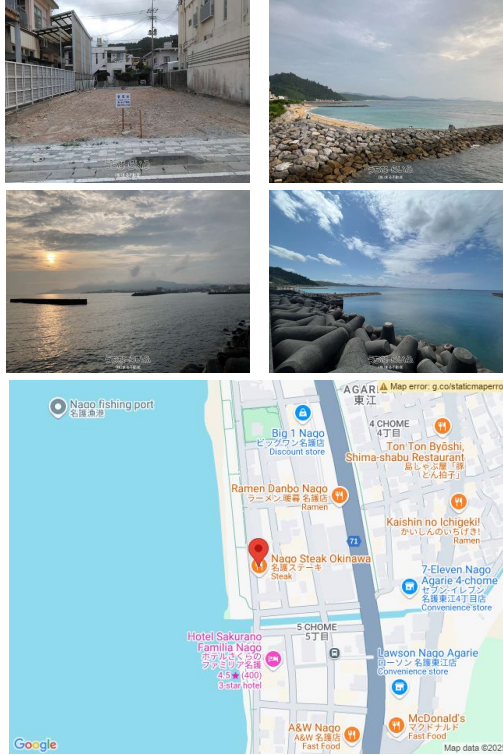 Map error: g.co/staticmaperro
AGARIE
東江
Nago fishing port
名護漁港
Big 1 Nago
ビッグワン名護店
Discount store
4 CHOME
4丁目
Ton Ton Byōshi,
Shima-shabu Restaurant
島しゃぶ屋「豚
とん拍子」
Ramen Danbo Nago
ラーメン 暖暮 名護店
Ramen
Kaishin no Ichigeki!
かいしんのいちげき!
Ramen
71
Nago Steak Okinawa
名護ステーキ
Steak
7-Eleven Nago
Agarie 4-chome
セブン-イレブン
名護東江4丁目店
Convenience store
5 CHOME
5丁目
Hotel Sakurano
Familia Nago
ホテルさくらの
ファミリア名護
4.5★(400)
3-star hotel
Lawson Nago Agarie
ローソン 名護東江店
Convenience store
McDonald's
マクドナルド
Fast Food
A&W Nago
A&W 名護店
Fast Food
Google
Map data ©202